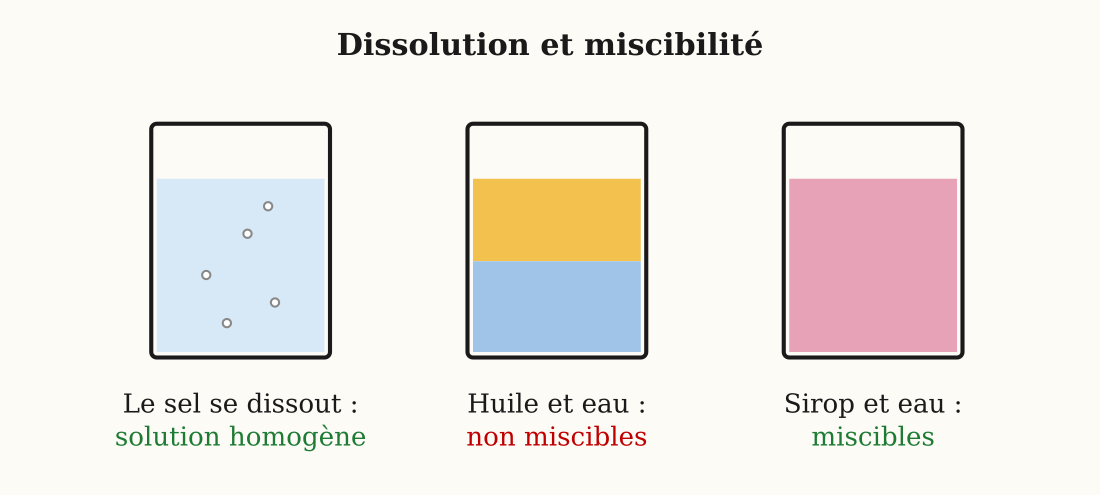 Dissolution et miscibilité
Le sel se dissout :
solution homogène
Huile et eau :
non miscibles
Sirop et eau :
miscibles